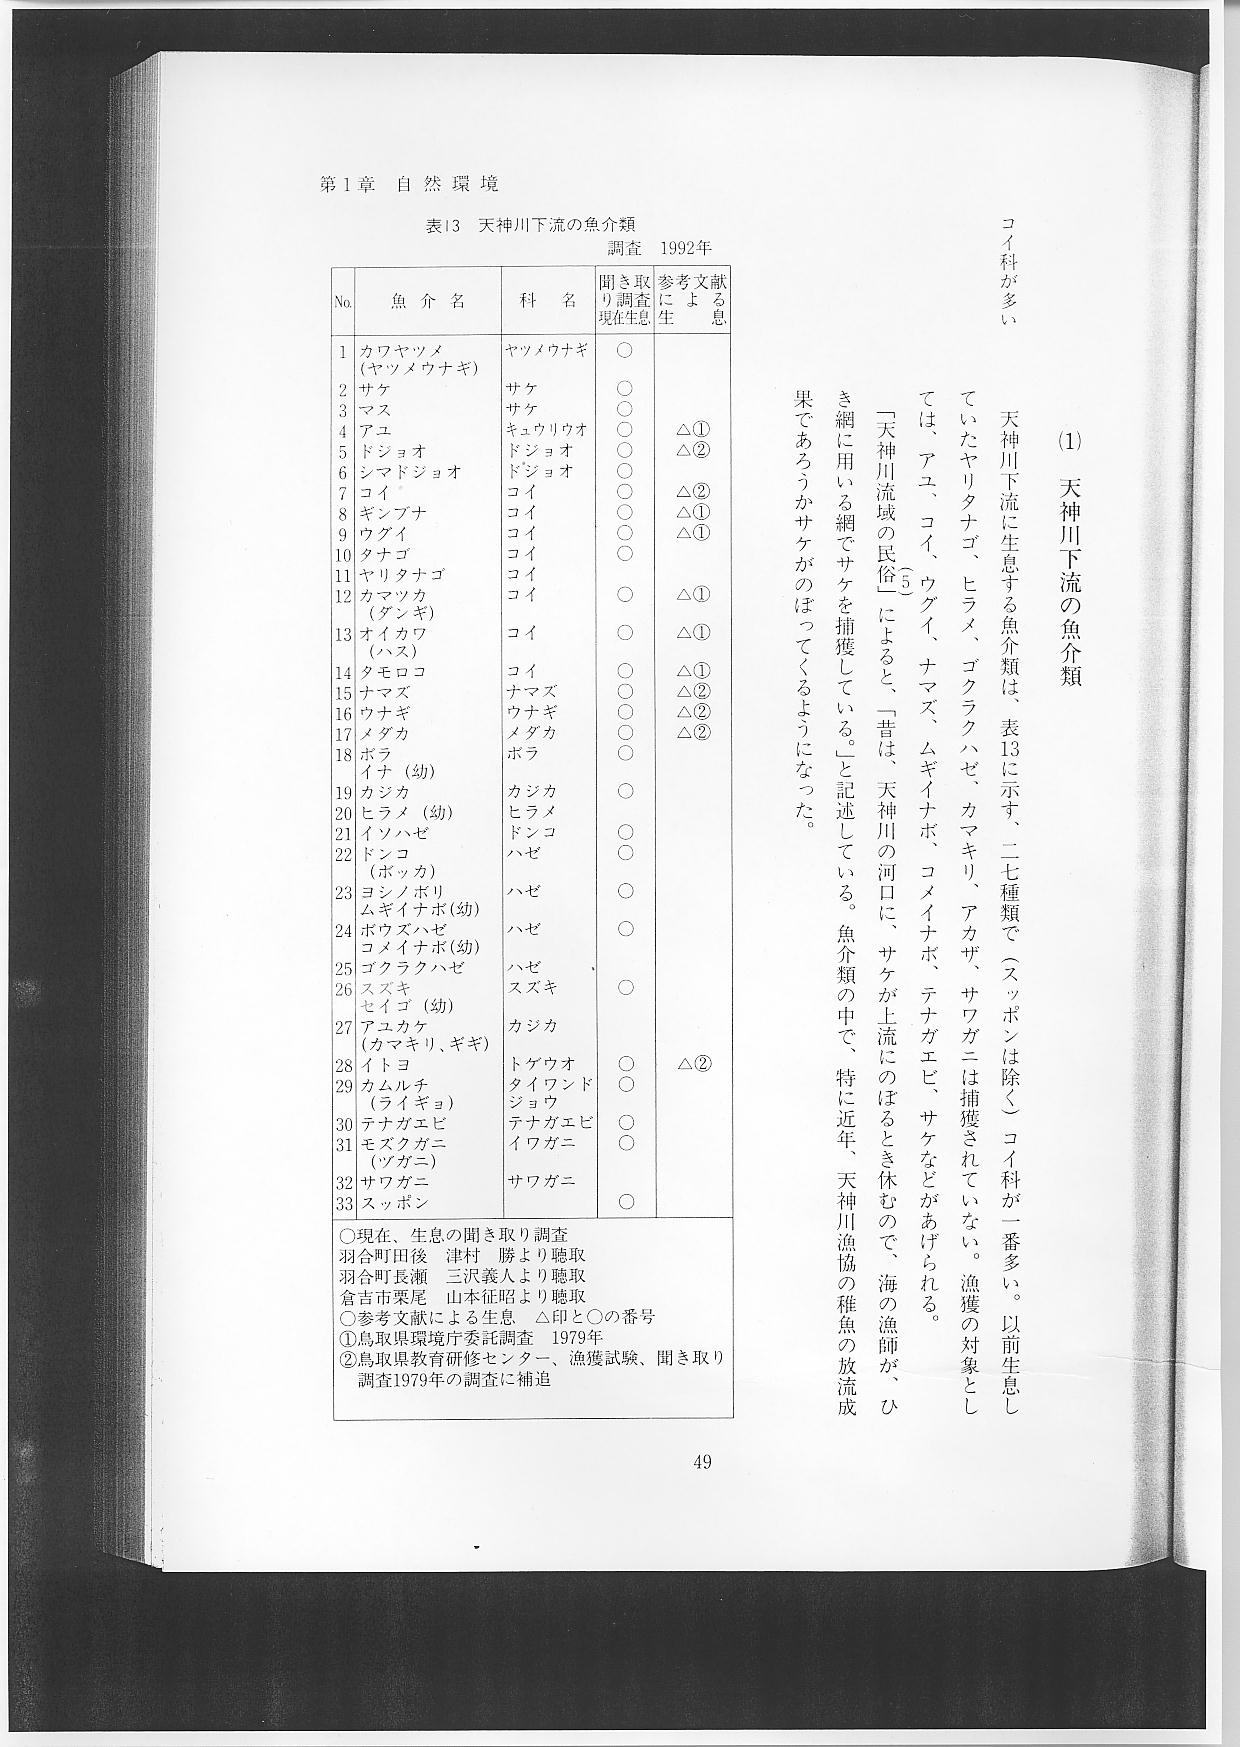 第1章 自然環境
コイ科が多い
(1) 天神川下流の魚介類
天神川下流に生息する魚介類は、表13に示す、二七種類で(スッポンは除く)コイ科が一番多い。以前生息し
ていたヤリタナゴ、ヒラメ、ゴクラクハゼ、カマキリ、アカザ、サワガニは捕獲されていない。漁獲の対象とし
ては、アユ、コイ、ウグイ、ナマズ、ムギイナボ、コメイナボ、テナガエビ、サケなどがあげられる。
「天神川流域の民俗」(5)によると、「昔は、天神川の河口に、サケが上流にのぼるとき休むので、海の漁師が、ひ
き網に用いる網でサケを捕獲している。」と記述している。魚介類の中で、特に近年、天神川漁協の稚魚の放流成
果であろうかサケがのぼってくるようになった。
表13 天神川下流の魚介類
調査 1992年
No. 魚介名 科名 聞き取り調査現在生息 参考文献による生息
1 カワヤツメ ヤツメウナギ ○
(ヤツメウナギ)
2 サケ サケ ○
3 マス サケ ○
4 アユ キュウリウオ ○ △①
5 ドジョオ ドジョオ ○ △②
6 シマドジョオ ドジョオ ○
7 コイ コイ ○ △②
8 ギンブナ コイ ○ △①
9 ウグイ コイ ○ △①
10 タナゴ コイ ○
11 ヤリタナゴ コイ
12 カマツカ コイ ○ △①
(ダンギ)
13 オイカワ コイ ○ △①
(ハス)
14 タモロコ コイ ○ △①
15 ナマズ ナマズ ○ △②
16 ウナギ ウナギ ○ △②
17 メダカ メダカ ○ △②
18 ボラ ボラ ○
イナ(幼)
19 カジカ カジカ ○
20 ヒラメ(幼) ヒラメ
21 イソハゼ ドンコ ○
22 ドンコ ハゼ ○
(ボッカ)
23 ヨシノボリ ハゼ ○
ムギイナボ(幼)
24 ボウズハゼ ハゼ ○
コメイナボ(幼)
25 ゴクラクハゼ ハゼ
26 スズキ スズキ ○
セイゴ(幼)
27 アユカケ カジカ
(カマキリ、ギギ)
28 イトヨ トゲウオ ○ △②
29 カムルチ タイワンド ○
(ライギョ) ジョウ
30 テナガエビ テナガエビ ○
31 モズクガニ イワガニ ○
(ヅガニ)
32 サワガニ サワガニ
33 スッポン ○
○現在、生息の聞き取り調査
羽合町田後 津村 勝より聴取
羽合町長瀬 三沢義人より聴取
倉吉市栗尾 山本征昭より聴取
○参考文献による生息 △印と○の番号
①鳥取県環境庁委託調査 1979年
②鳥取県教育研修センター、漁獲試験、聞き取り
調査1979年の調査に補追
49